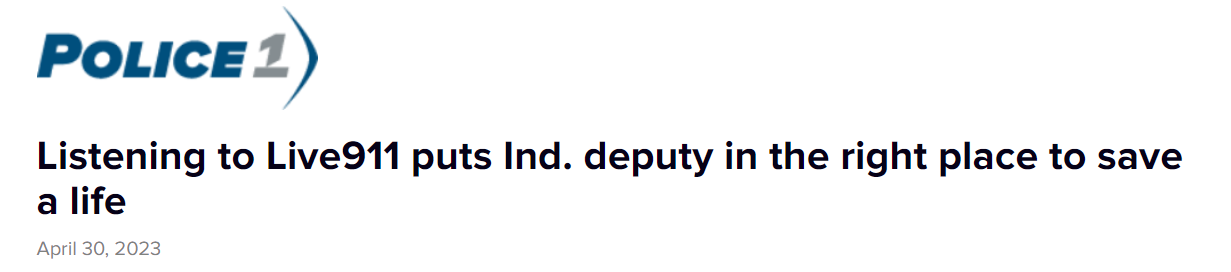 POLICE1
Listening to Live911 puts Ind. deputy in the right place to save
a life
April 30, 2023